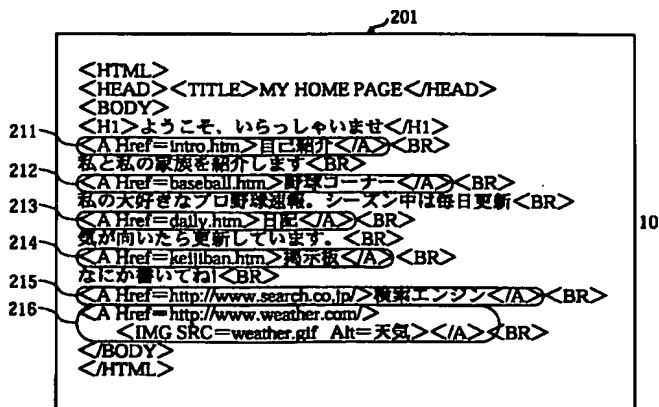 201
<HTML>
<HEAD><TITLE>MY HOME PAGE</HEAD>
<BODY>
<H1>ようこそ、いらっしゃいませ</H1>
211 <A Href=intro.htm>自己紹介</A><BR>
私と私の家族を紹介します<BR>
212 <A Href=baseball.htm>野球コーナー</A><BR>
私の大好きなプロ野球速報。シーズン中は毎日更新<BR>
213 <A Href=daily.htm>日記</A><BR>
気が向いたら更新しています。<BR>
214 <A Href=keijiban.htm>掲示板</A><BR>
なにか書いてね!<BR>
215 <A Href=http://www.search.co.jp/>検索エンジン</A><BR>
216 <A Href=http://www.weather.com/>
<IMG SRC=weather.gif Alt=天気></A><BR>
</BODY>
</HTML>
10